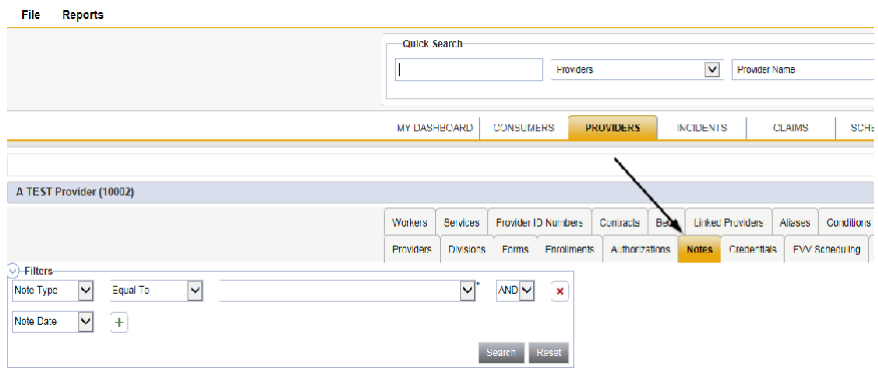 File Reports
Quick Search
Providers Provider Name
MY DASHBOARD CONSUMERS PROVIDERS INCIDENTS CLAIMS SCHE
A TEST Provider (10002)
Workers Services Provider ID Numbers Contracts Linked Providers Aliases Conditions
Providers Divisions Forms Enrollments Authorizations Notes Credentials EVV Scheduling
Filters
Note Type Equal To * AND
Note Date
Search Reset